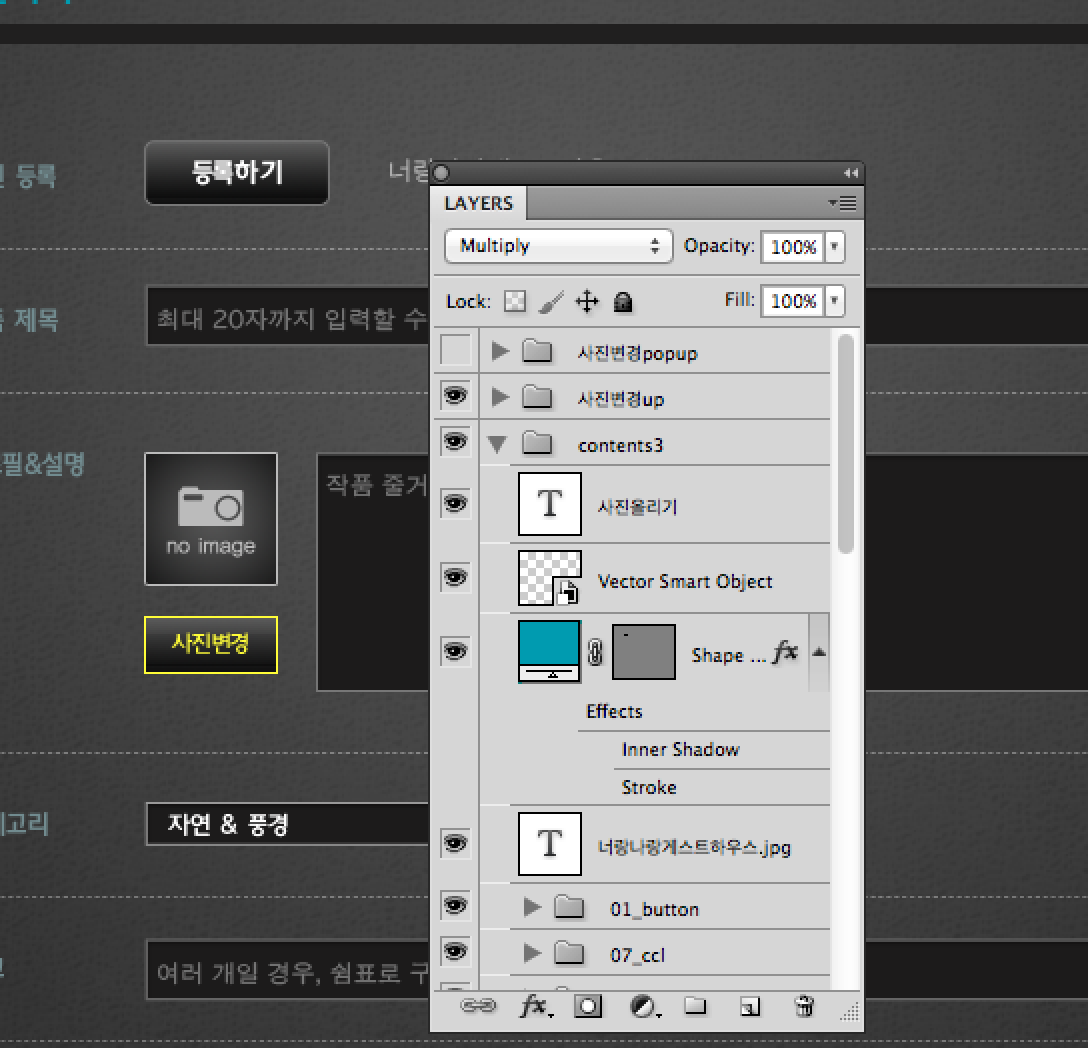 등록
등록하기
너랑
제목
최대 20자까지 입력할 수
필&설명
작품 줄거
no image
사진변경
고리
자연 & 풍경
여러 개일 경우, 쉼표로 구
LAYERS
Multiply
Opacity: 100%
Lock:
Fill: 100%
사진변경popup
사진변경up
contents3
T 사진올리기
Vector Smart Object
Shape ... fx
Effects
Inner Shadow
Stroke
T 너랑나랑게스트하우스.jpg
01_button
07_ccl
fx